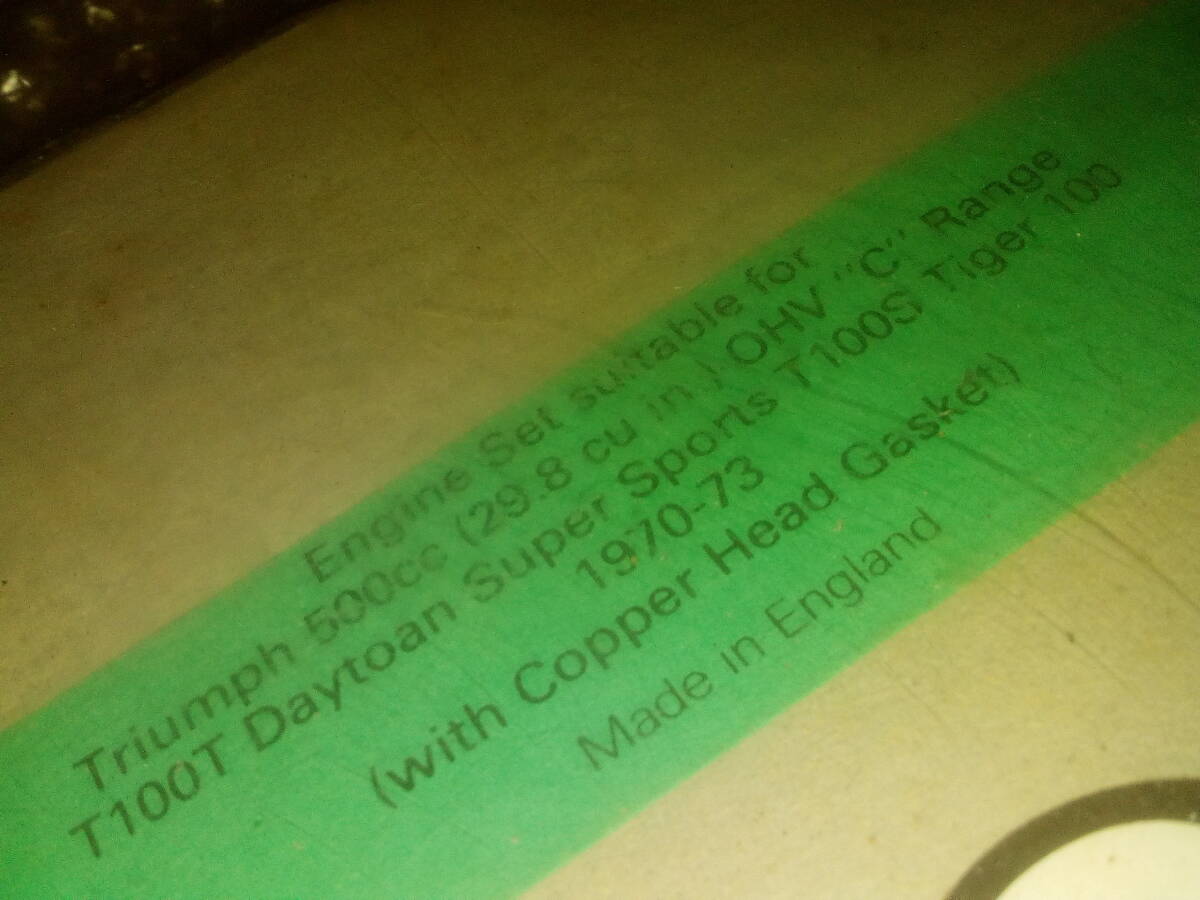 Engine Set suitable for
Triumph 500cc (29.8 cu in.) OHV "C" Range
T100T Daytoan Super Sports T100S Tiger 100
1970-73
(with Copper Head Gasket)
Made in England